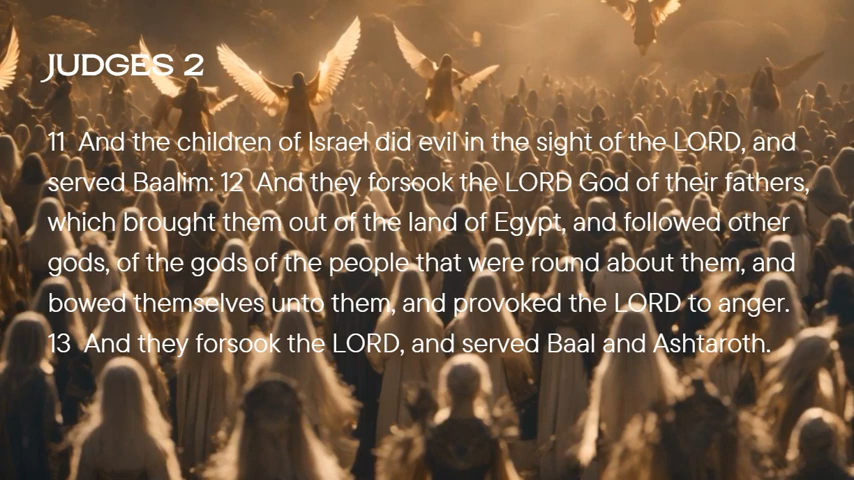 JUDGES 2
11 And the children of Israel did evil in the sight of the LORD, and
served Baalim: 12 And they forsook the LORD God of their fathers,
which brought them out of the land of Egypt, and followed other
gods, of the gods of the people that were round about them, and
bowed themselves unto them, and provoked the LORD to anger.
13 And they forsook the LORD, and served Baal and Ashtaroth.